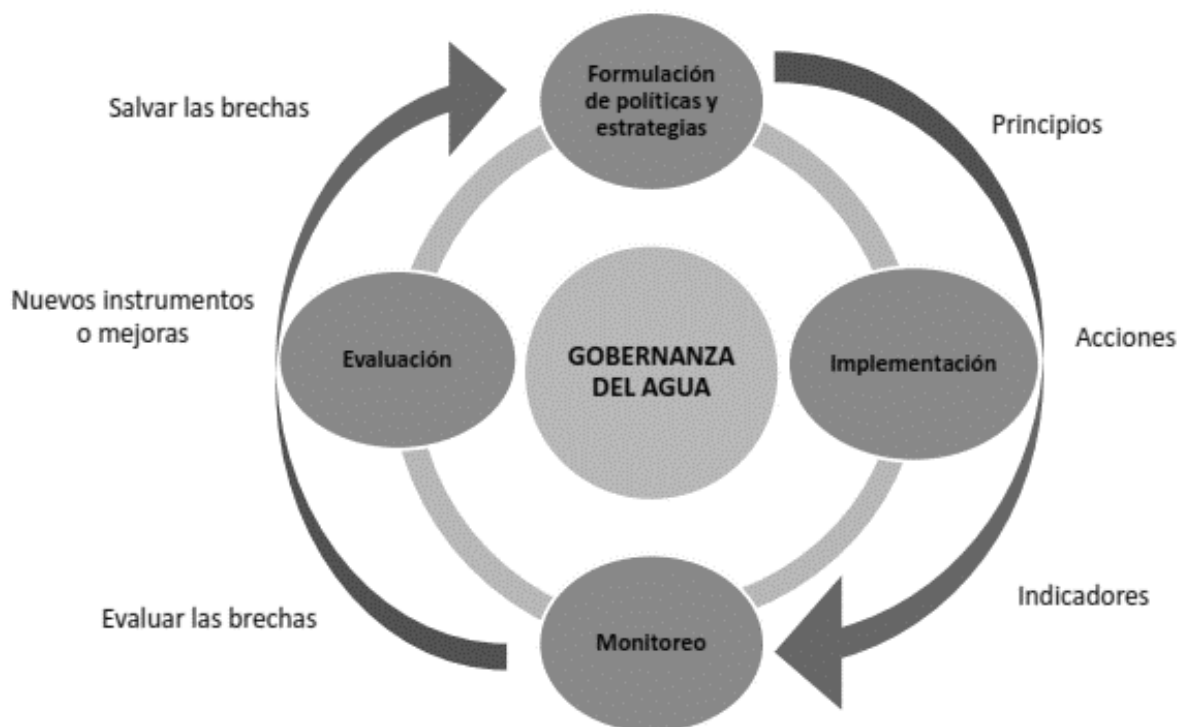 Formulación
de políticas y
estrategias
Salvar las brechas
Principios
Nuevos instrumentos
o mejoras
Evaluación
GOBERNANZA
DEL AGUA
Implementación
Acciones
Evaluar las brechas
Monitoreo
Indicadores